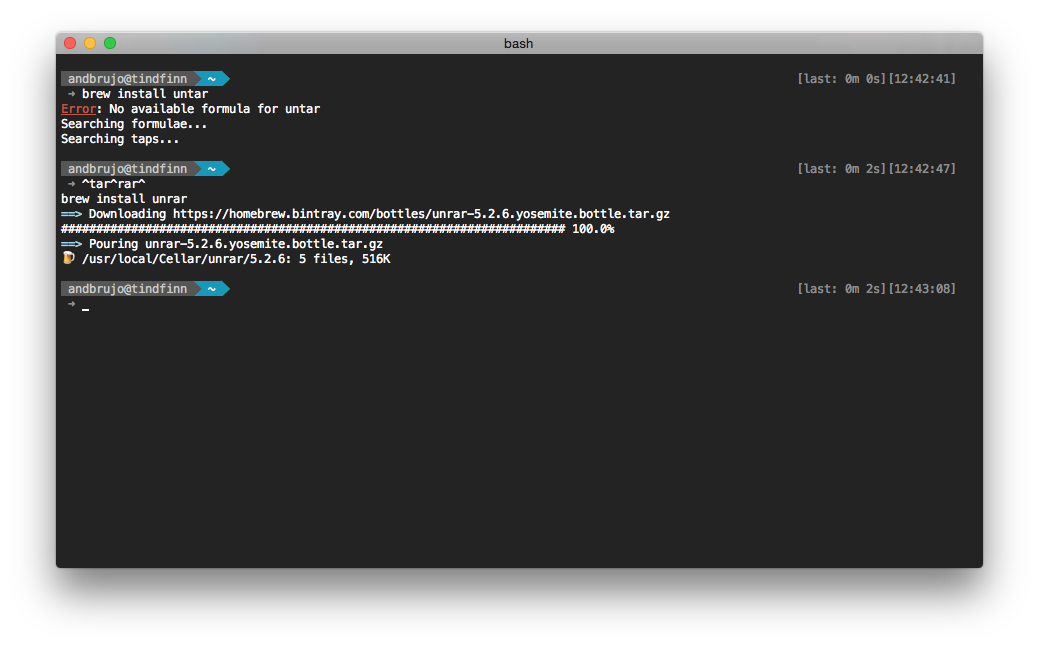 bash
andbrujo@tindfinn ~ [last: 0m 0s][12:42:41]
➜ brew install untar
Error: No available formula for untar
Searching formulae...
Searching taps...
andbrujo@tindfinn ~ [last: 0m 2s][12:42:47]
➜ ^tar^rar^
brew install unrar
==> Downloading https://homebrew.bintray.com/bottles/unrar-5.2.6.yosemite.bottle.tar.gz
######################################################################## 100.0%
==> Pouring unrar-5.2.6.yosemite.bottle.tar.gz
🍺 /usr/local/Cellar/unrar/5.2.6: 5 files, 516K
andbrujo@tindfinn ~ [last: 0m 2s][12:43:08]
➜ _